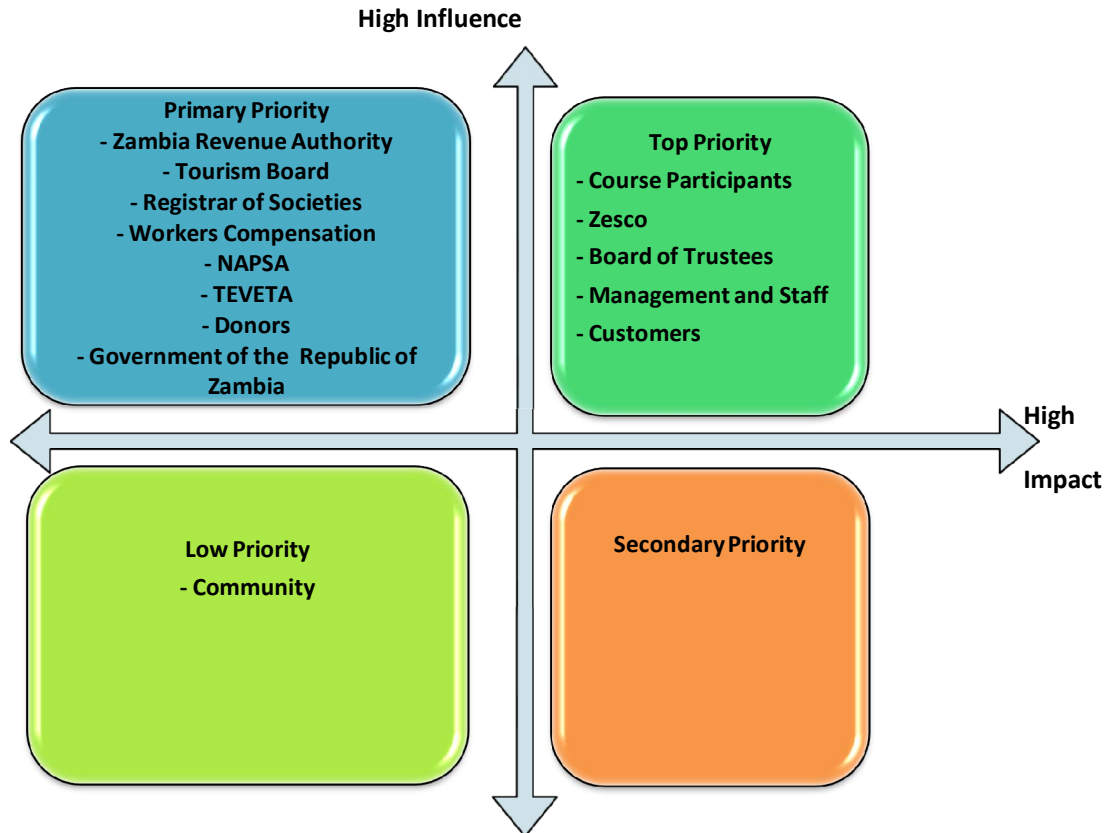 High Influence
Primary Priority
- Zambia Revenue Authority
- Tourism Board
- Registrar of Societies
- Workers Compensation
- NAPSA
- TEVETA
- Donors
- Government of the Republic of
Zambia
Top Priority
- Course Participants
- Zesco
- Board of Trustees
- Management and Staff
- Customers
High
Impact
Low Priority
- Community
Secondary Priority